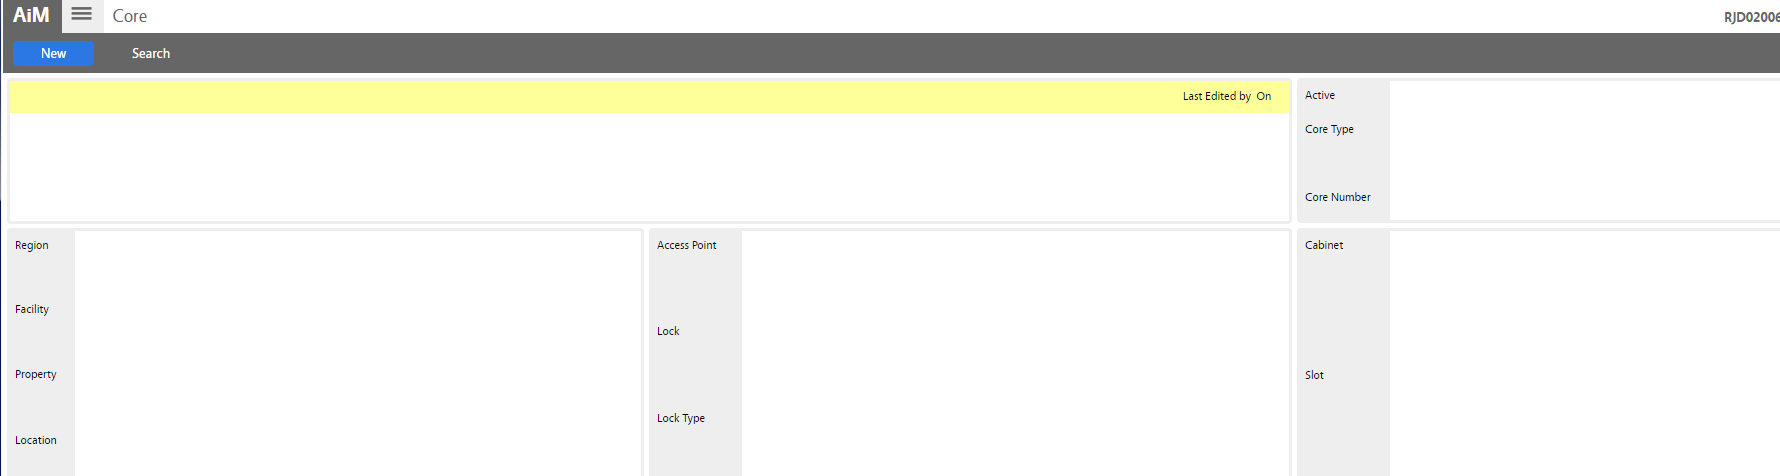 AiM Core RJD02006
New Search
Last Edited by On
Active
Core Type
Core Number
Region
Facility
Property
Location
Access Point
Lock
Lock Type
Cabinet
Slot